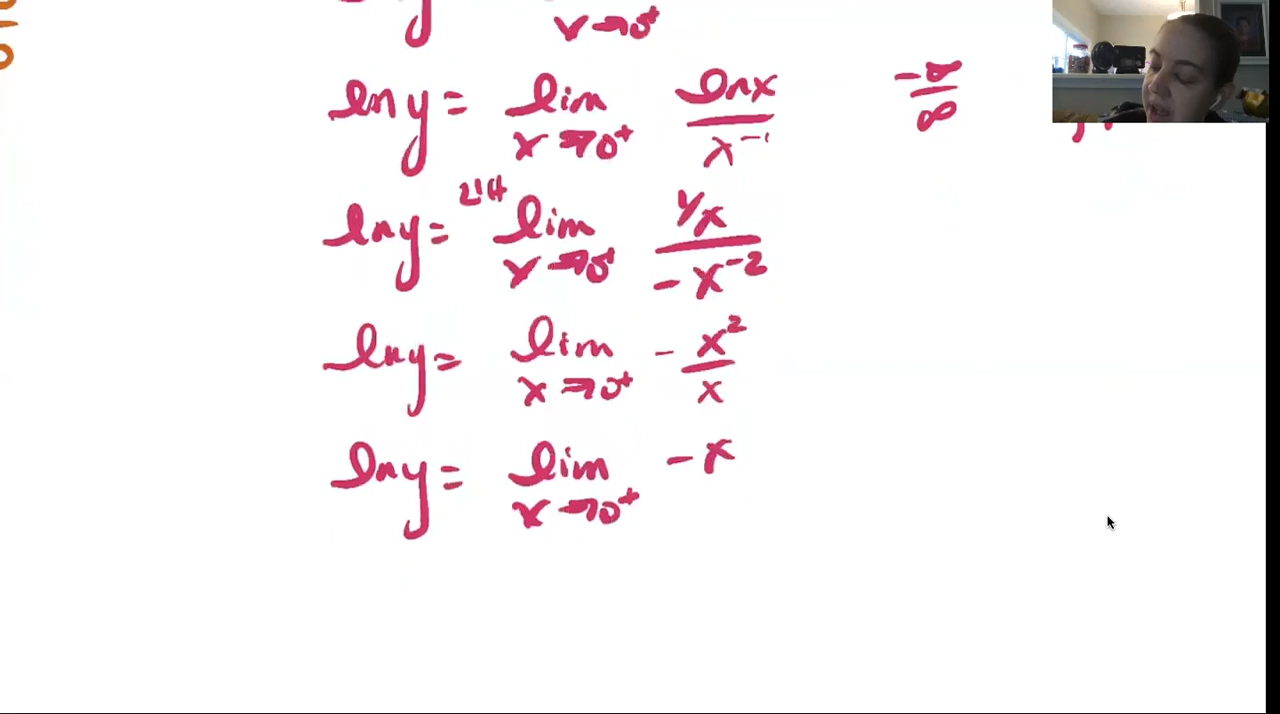 y x→0⁺
ln y = lim x→0⁺ ln x / x⁻¹ -∞/∞
ln y = L'H lim x→0⁺ 1/x / -x⁻²
ln y = lim x→0⁺ - x²/x
ln y = lim x→0⁺ -x